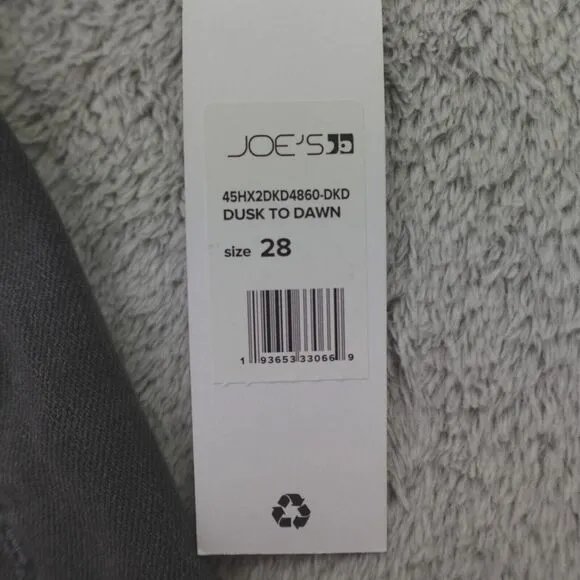 JOE'S
45HX2DKD4860-DKD
DUSK TO DAWN
size 28
1 93653 33066 9